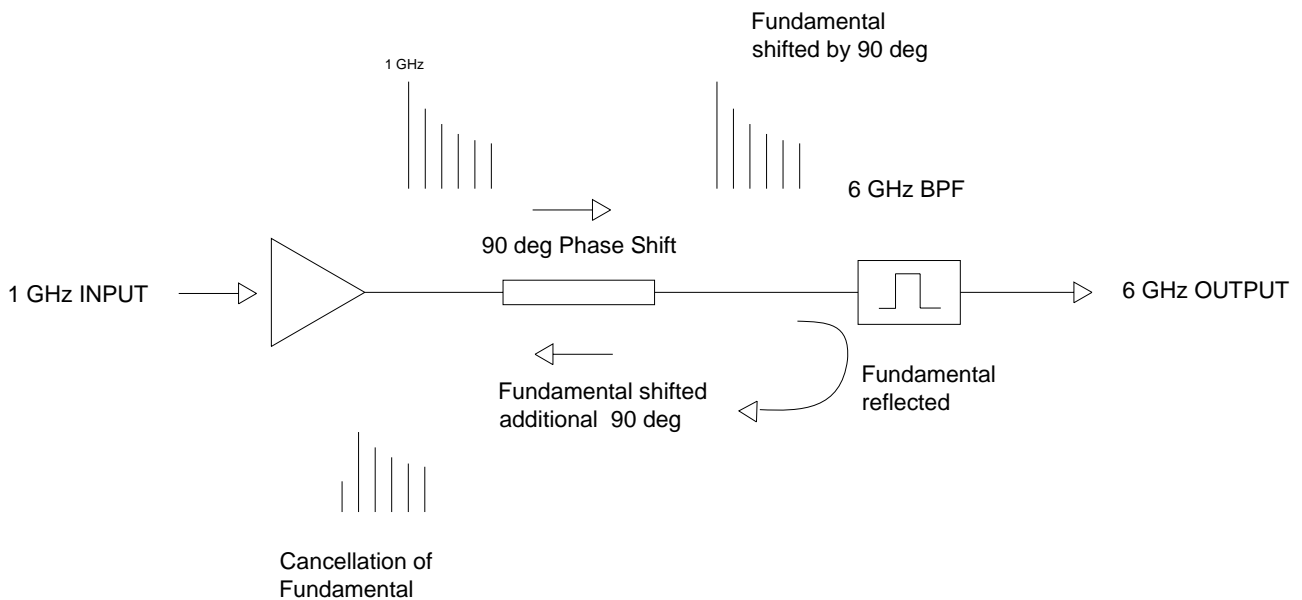 Fundamental
shifted by 90 deg
1 GHz
6 GHz BPF
90 deg Phase Shift
1 GHz INPUT
6 GHz OUTPUT
Fundamental shifted
additional 90 deg
Fundamental
reflected
Cancellation of
Fundamental